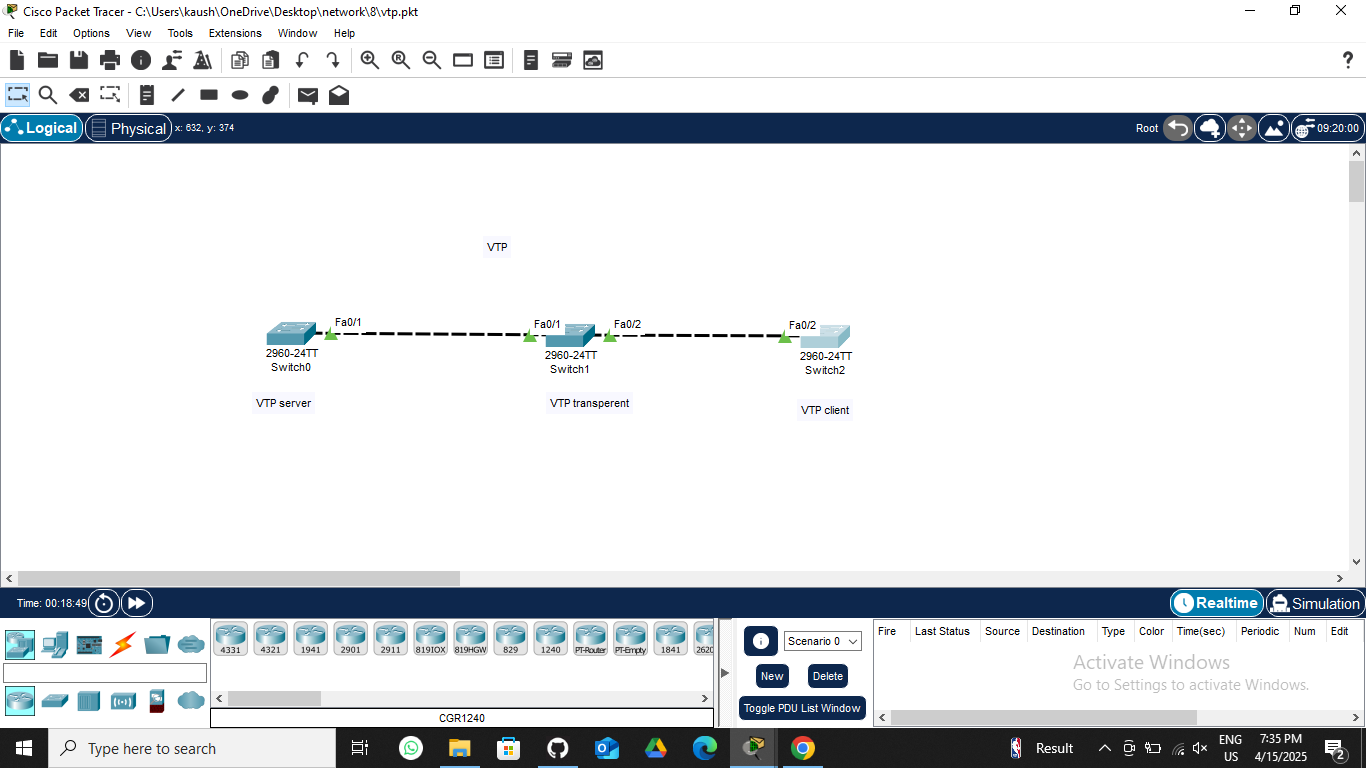 Cisco Packet Tracer - C:\Users\kaush\OneDrive\Desktop\network\8\vtp.pkt
File Edit Options View Tools Extensions Window Help
?
Logical Physical x: 632, y: 374 Root 09:20:00
VTP
Fa0/1 Fa0/1 Fa0/2 Fa0/2
2960-24TT 2960-24TT 2960-24TT
Switch0 Switch1 Switch2
VTP server VTP transperent VTP client
Time: 00:18:49 Realtime Simulation
4331 4321 1941 2901 2911 819IOX 819HGW 829 1240 PT-Router PT-Empty 1841 2620
CGR1240
Scenario 0
New Delete
Toggle PDU List Window
Fire Last Status Source Destination Type Color Time(sec) Periodic Num Edit
Activate Windows
Go to Settings to activate Windows.
Type here to search
Result
ENG
US
7:35 PM
4/15/2025
2